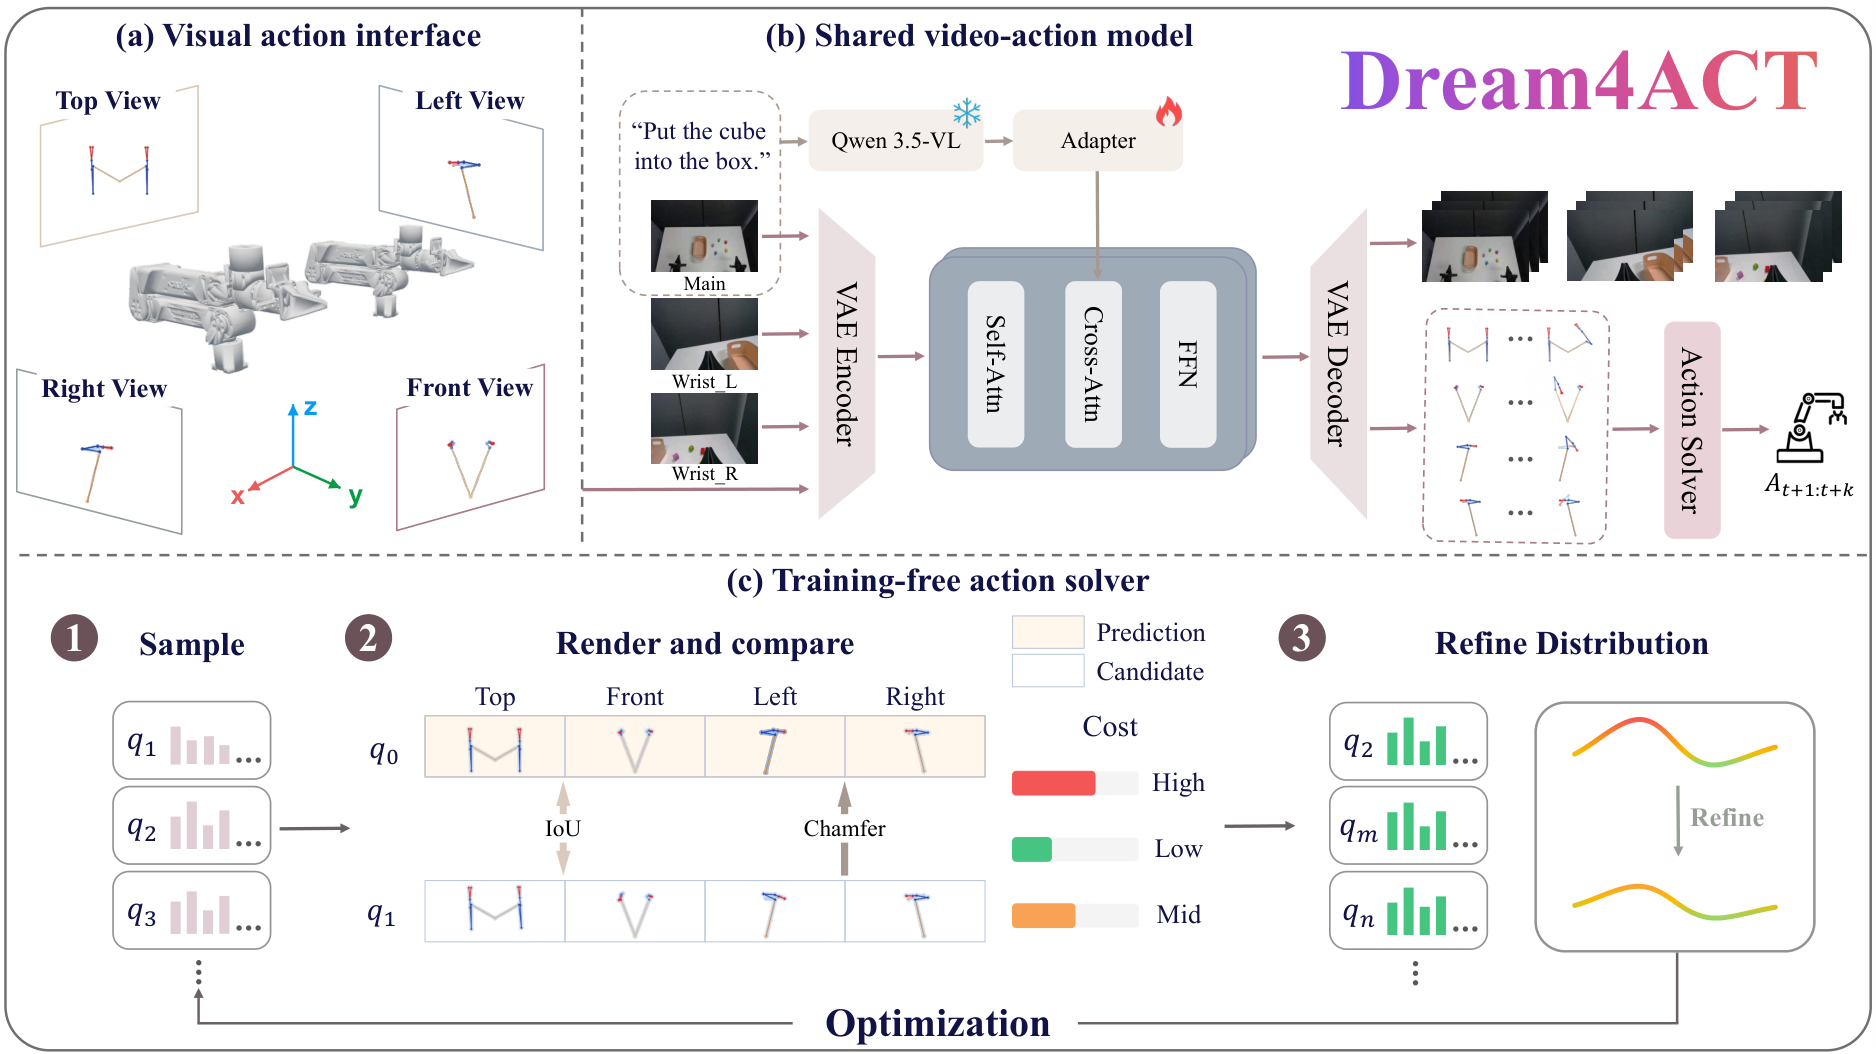 (a) Visual action interface
Top View
Left View
Right View
Front View
z
x
y
(b) Shared video-action model
Dream4ACT
“Put the cube
into the box.”
Qwen 3.5-VL
Adapter
Main
Wrist_L
Wrist_R
VAE Encoder
Self-Attn
Cross-Attn
FFN
VAE Decoder
...
...
...
...
Action Solver
A_{t+1:t+k}
(c) Training-free action solver
1
Sample
q_1 ...
q_2 ...
q_3 ...
2
Render and compare
Top Front Left Right
q_0
IoU
Chamfer
q_1
Prediction
Candidate
Cost
High
Low
Mid
3
Refine Distribution
q_2 ...
q_m ...
q_n ...
Refine
Optimization